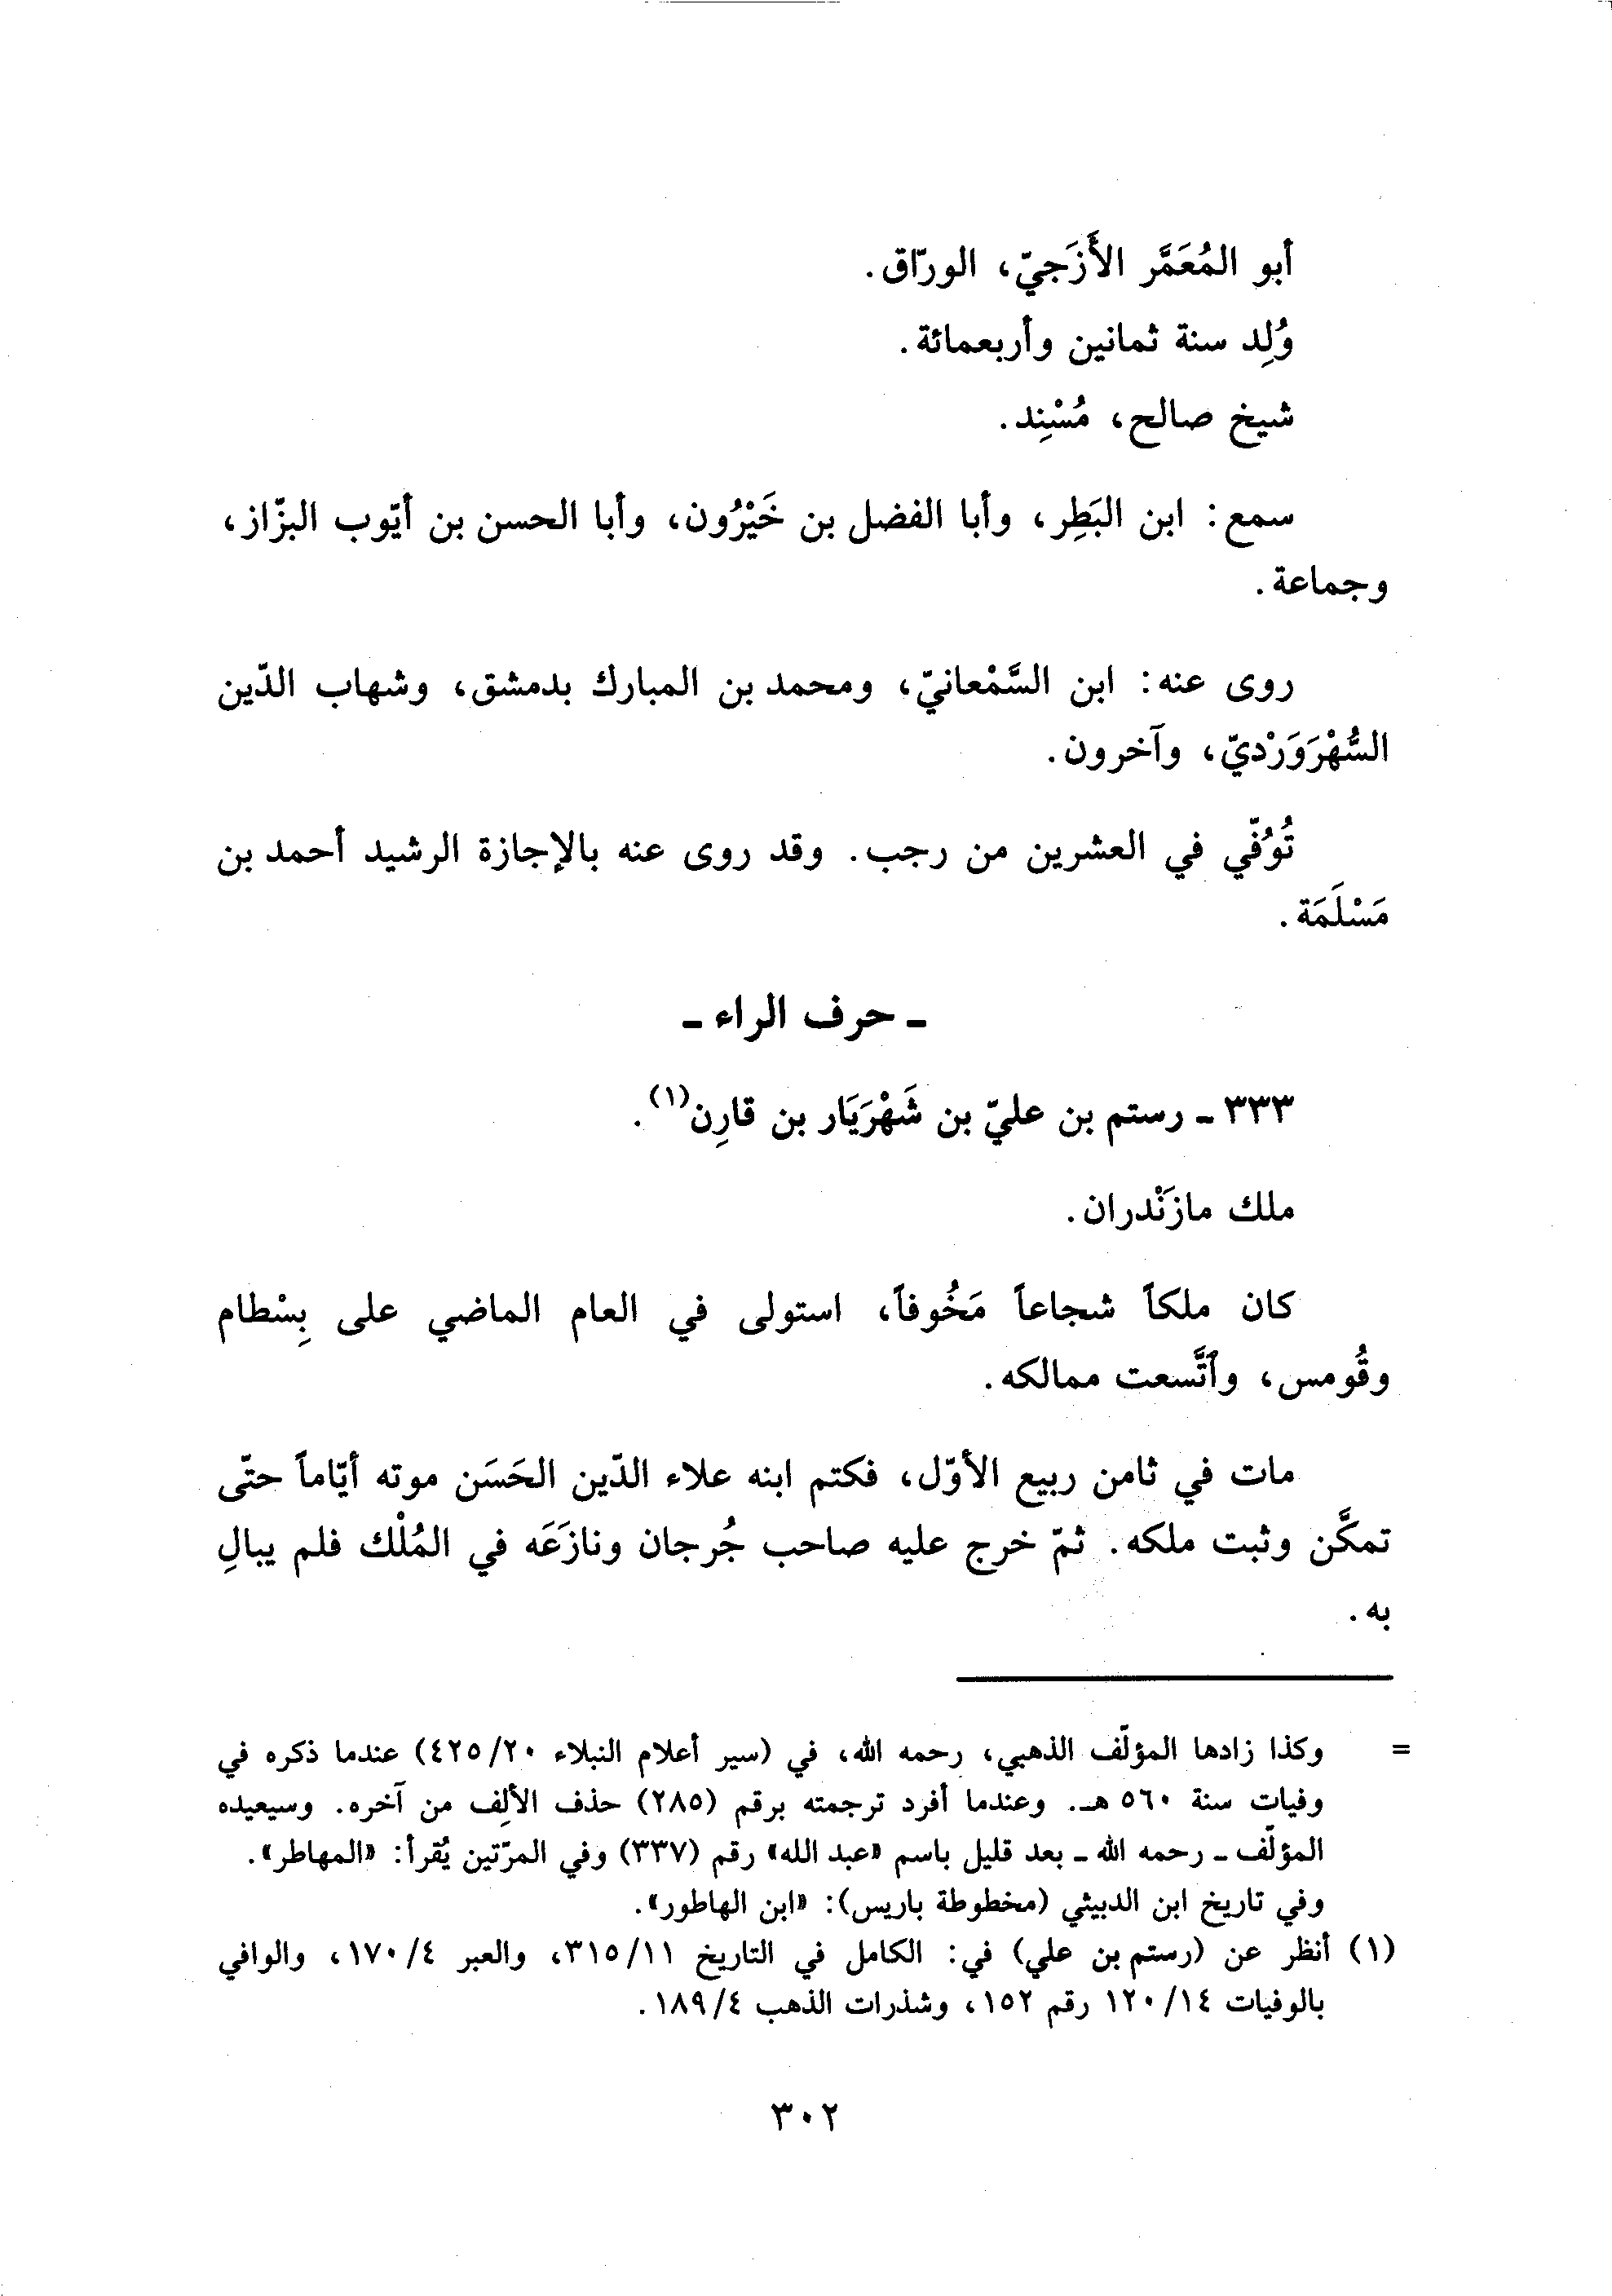 أبو المُعَمَّر الأَزَجيّ، الورّاق.
وُلِد سنة ثمانين وأربعمائة.
شيخ صالح، مُسْنِد.
سمع: ابن البَطِر، وأبا الفضل بن خَيْرُون، وأبا الحسن بن أيّوب البزّاز،
وجماعة.
روى عنه: ابن السَّمْعانيّ، ومحمد بن المبارك بدمشق، وشهاب الدّين
السُّهْرَوَرْديّ، وآخرون.
تُوُفّي في العشرين من رجب. وقد روى عنه بالإجازة الرشيد أحمد بن
مَسْلَمَة.
ـ حرف الراء ـ
٣٣٣ ـ رستم بن عليّ بن شَهْرَيَار بن قارِن(١).
ملك مازَنْدران.
كان ملكاً شجاعاً مَخُوفاً، استولى في العام الماضي على بِسْطام
وقُومس، وٱتَّسعت ممالكه.
مات في ثامن ربيع الأوّل، فكتم ابنه علاء الدّين الحَسَن موته أيّاماً حتّى
تمكَّن وثبت ملكه. ثمّ خرج عليه صاحب جُرجان ونازَعَه في المُلْك فلم يبالِ
به.
= وكذا زادها المؤلّف الذهبي، رحمه الله، في (سير أعلام النبلاء ٤٢٥/٢٠) عندما ذكره في
وفيات سنة ٥٦٠ هـ. وعندما أفرد ترجمته برقم (٢٨٥) حذف الألِف من آخره. وسيعيده
المؤلّف ـ رحمه الله ـ بعد قليل باسم «عبد الله» رقم (٣٣٧) وفي المرّتين يُقرأ: «المهاطر».
وفي تاريخ ابن الدبيثي (مخطوطة باريس): «ابن الهاطور».
(١) أنظر عن (رستم بن علي) في: الكامل في التاريخ ٣١٥/١١، والعبر ١٧٠/٤، والوافي
بالوفيات ١٢٠/١٤ رقم ١٥٢، وشذرات الذهب ١٨٩/٤.
٣٠٢